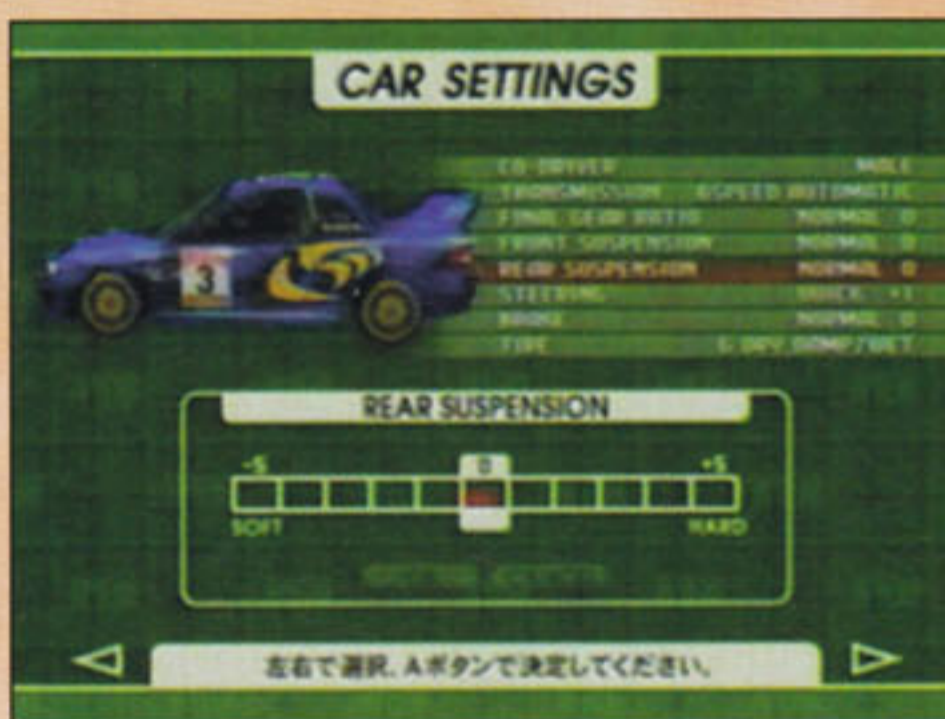 CAR SETTINGS
CO-DRIVER MALE
TRANSMISSION 6SPEED AUTOMATIC
FINAL GEAR RATIO NORMAL 0
FRONT SUSPENSION NORMAL 0
REAR SUSPENSION NORMAL 0
STEERING QUICK +1
BRAKE NORMAL 0
TIRE
3
REAR SUSPENSION
-5 0 +5
SOFT HARD
左右で選択、Aボタンで決定してください。